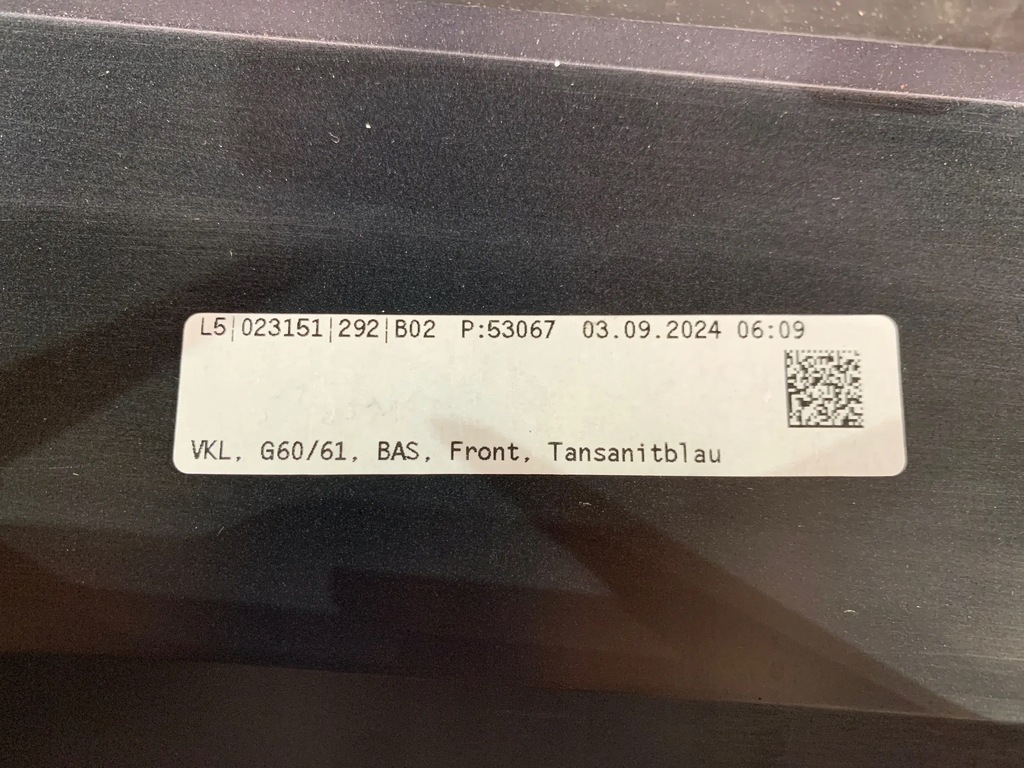 L5|023151|292|B02 P:53067 03.09.2024 06:09
VKL, G60/61, BAS, Front, Tansanitblau